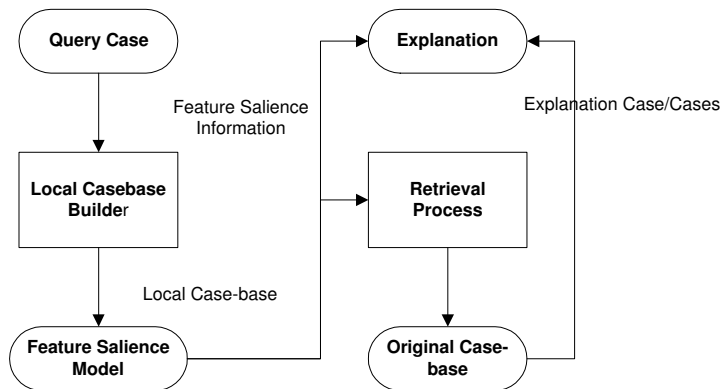 Query Case
Explanation
Feature Salience
Information
Explanation Case/Cases
Local Casebase
Builder
Retrieval
Process
Local Case-base
Feature Salience
Model
Original Case-
base